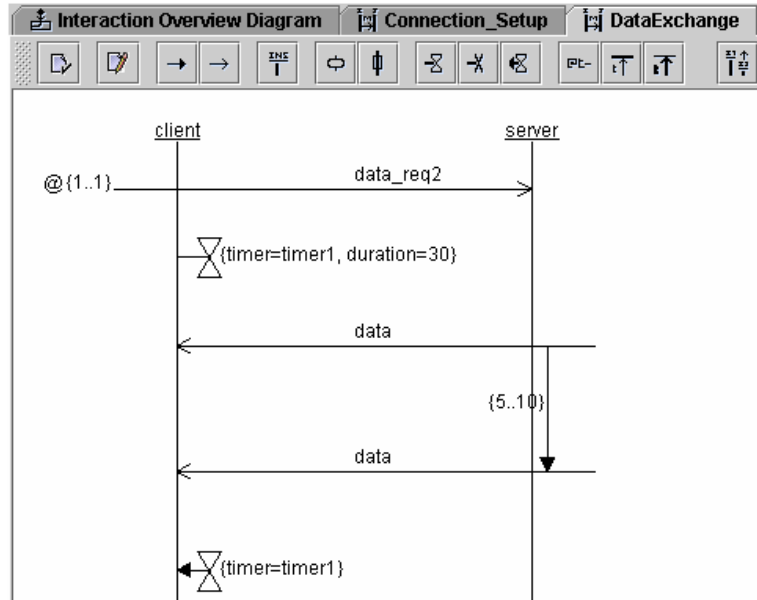 Interaction Overview Diagram Connection_Setup DataExchange
INS
client server
@{1..1} data_req2
{timer=timer1, duration=30}
data
{5..10}
data
{timer=timer1}